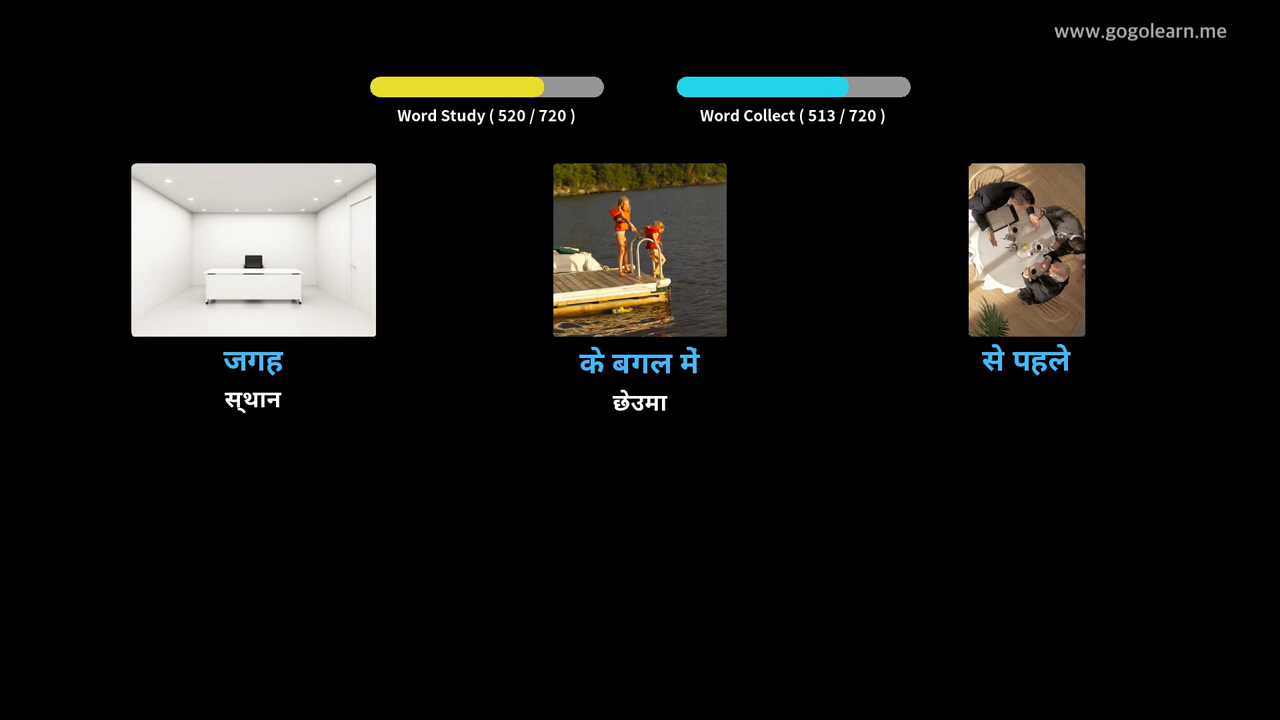 www.gogolearn.me
Word Study ( 520 / 720 )
Word Collect ( 513 / 720 )
जगह
के बगल में
से पहले
स्थान
छेउमा